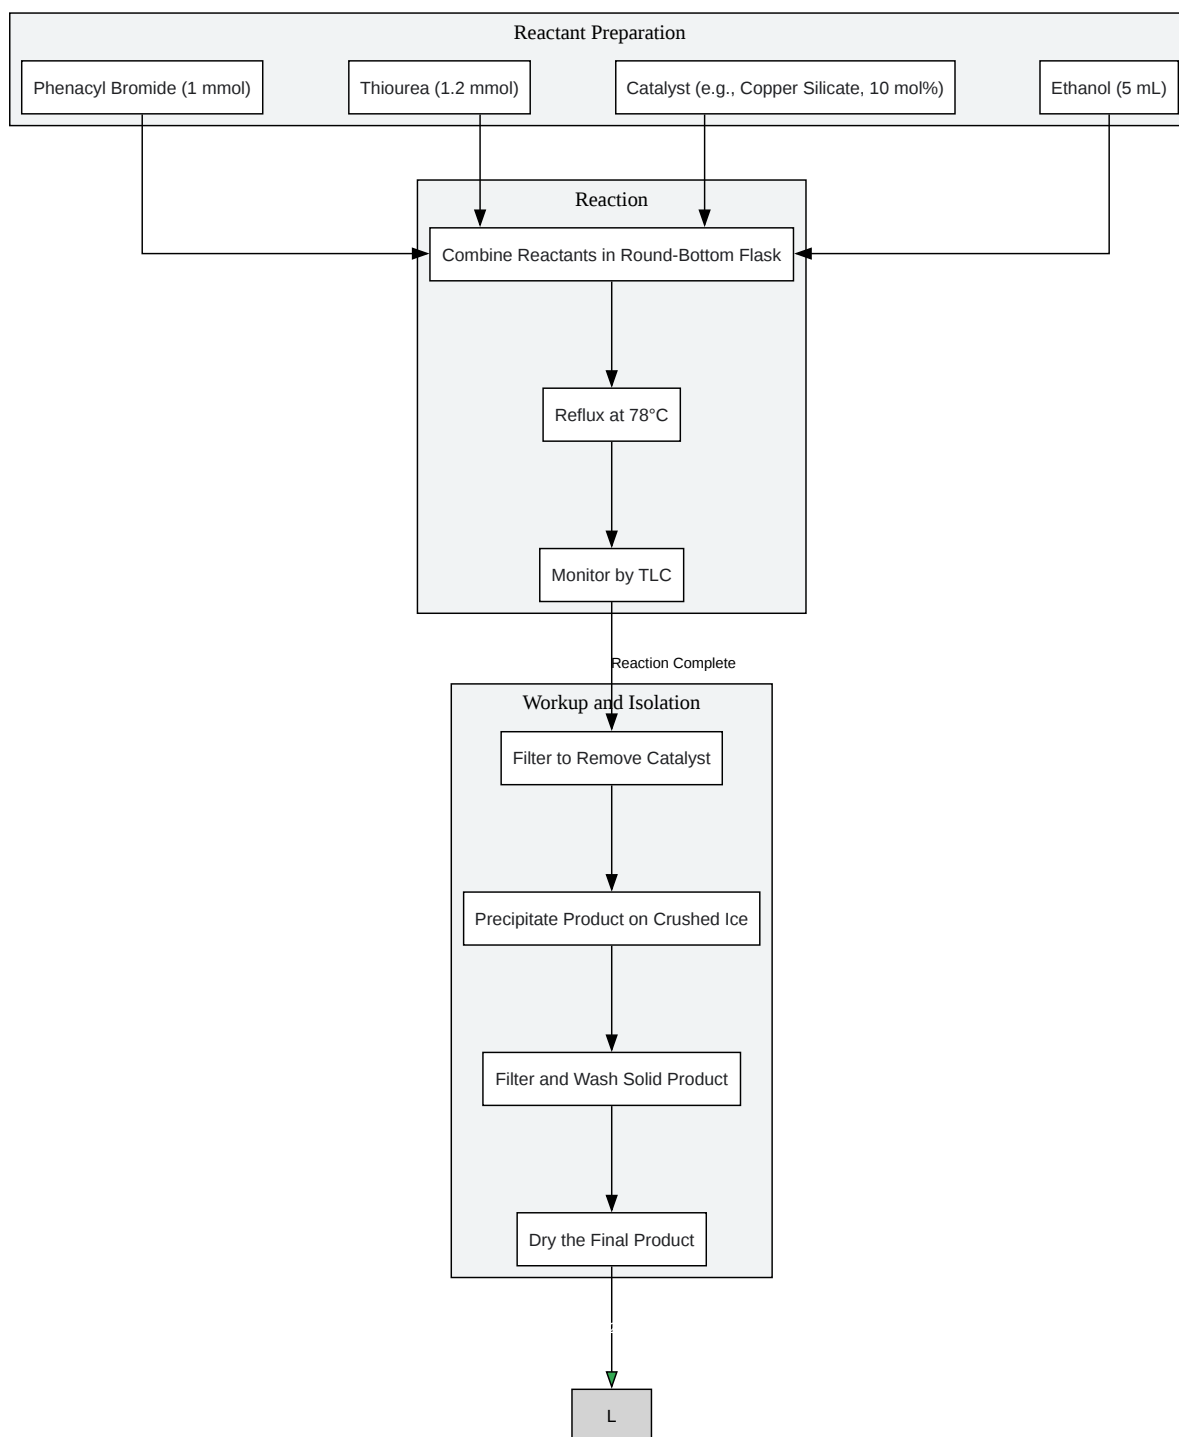 Reactant Preparation
Phenacyl Bromide (1 mmol)
Thiourea (1.2 mmol)
Catalyst (e.g., Copper Silicate, 10 mol%)
Ethanol (5 mL)
Reaction
Combine Reactants in Round-Bottom Flask
Reflux at 78°C
Monitor by TLC
Reaction Complete
Workup and Isolation
Filter to Remove Catalyst
Precipitate Product on Crushed Ice
Filter and Wash Solid Product
Dry the Final Product
L